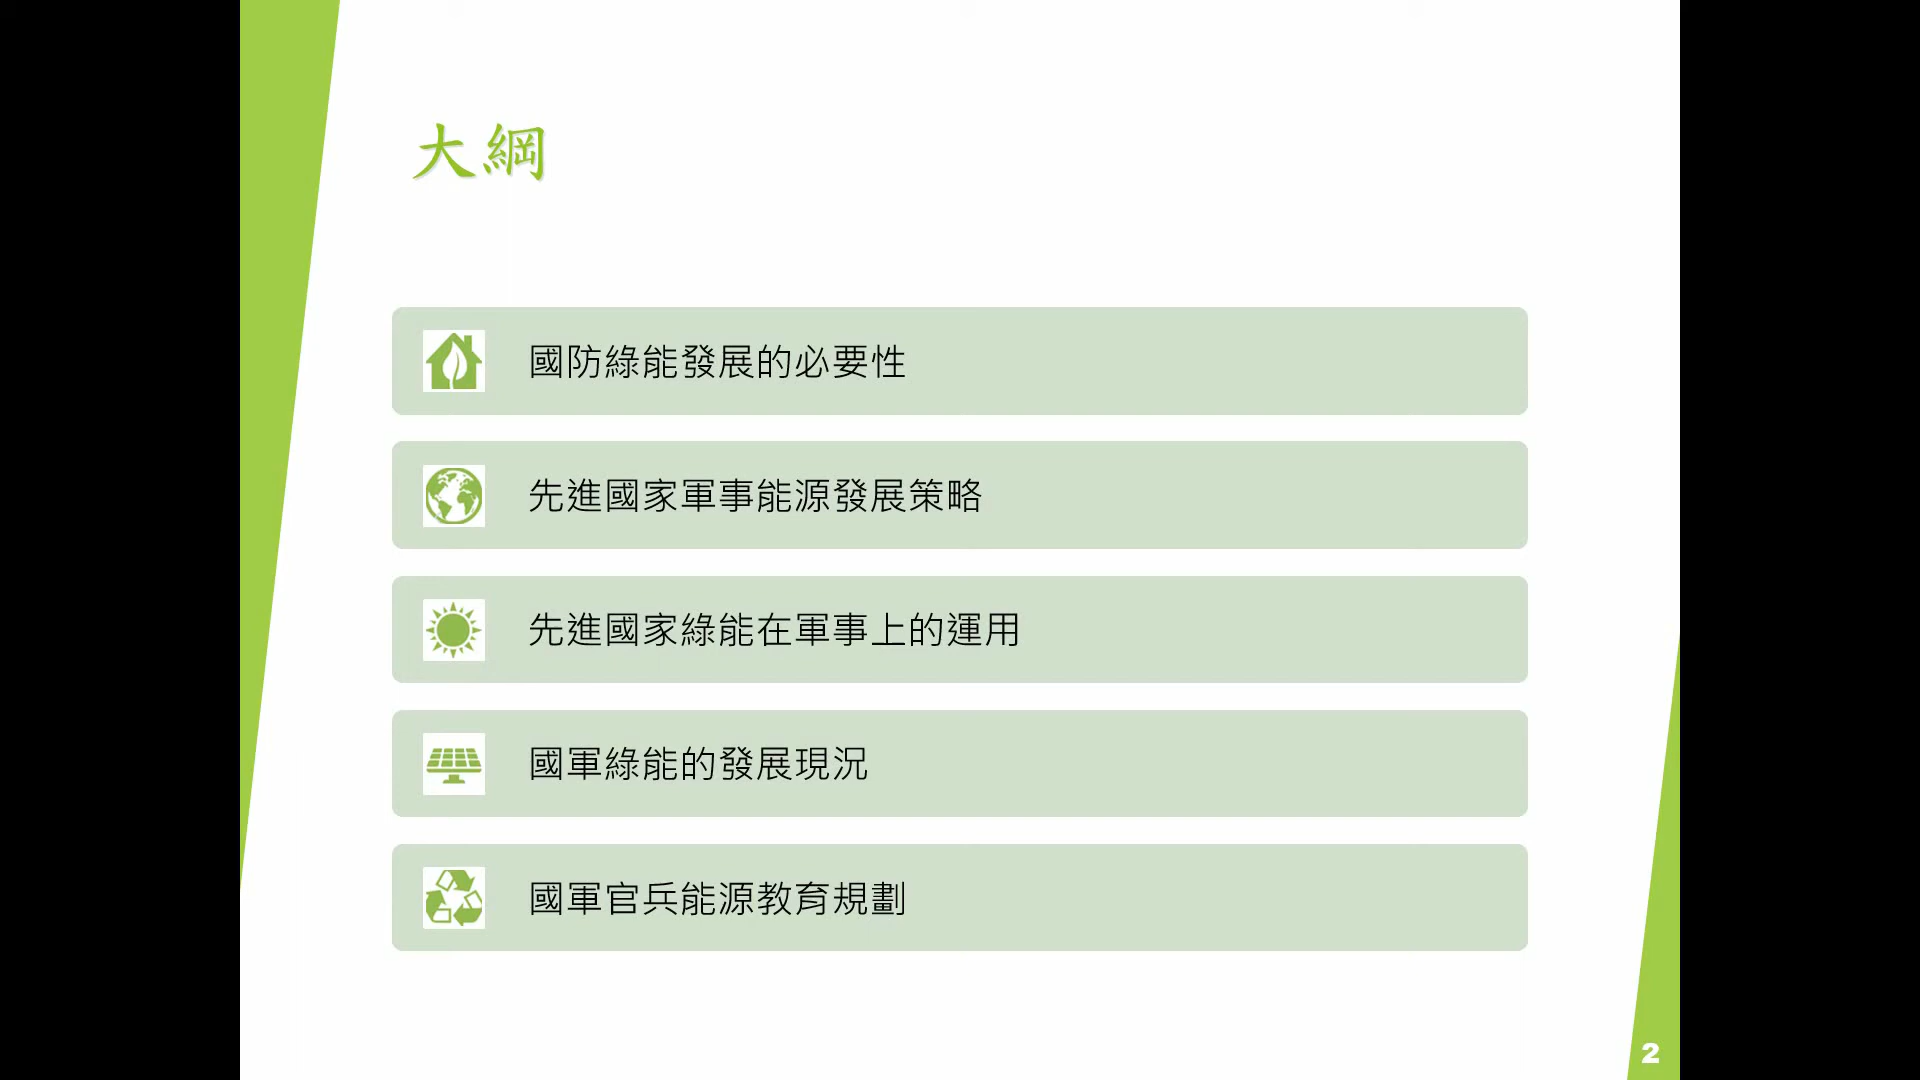 大綱
國防綠能發展的必要性
先進國家軍事能源發展策略
先進國家綠能在軍事上的運用
國軍綠能的發展現況
國軍官兵能源教育規劃
2